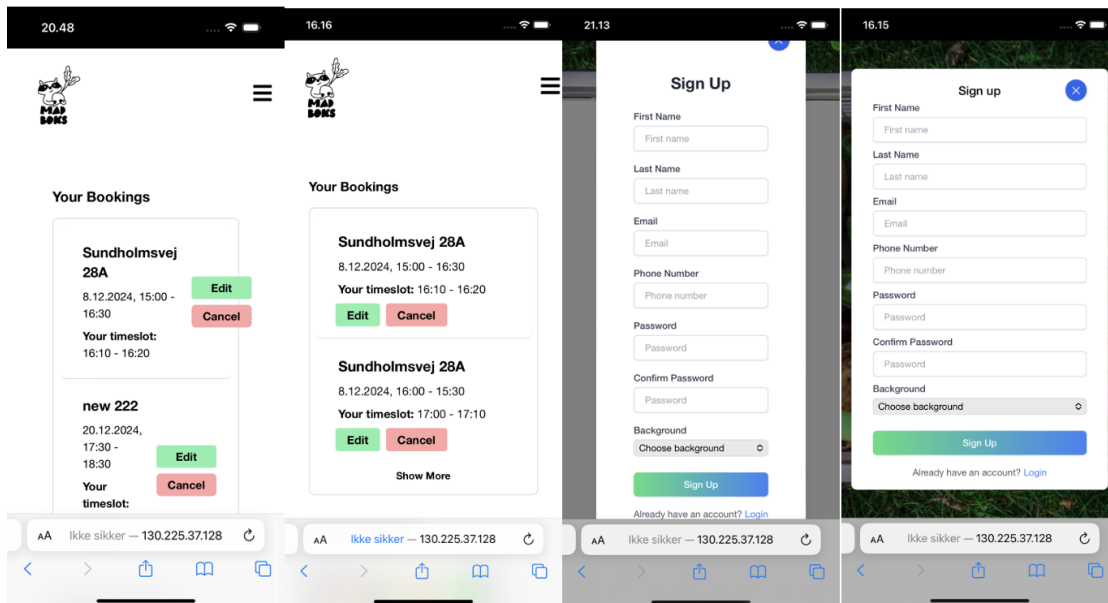 20.48
MAD
BOKS
Your Bookings
Sundholmsvej
28A
8.12.2024, 15:00 -
16:30
Your timeslot:
16:10 - 16:20
Edit
Cancel
new 222
20.12.2024,
17:30 -
18:30
Your
timeslot:
Edit
Cancel
AA Ikke sikker — 130.225.37.128
16.16
MAD
BOKS
Your Bookings
Sundholmsvej 28A
8.12.2024, 15:00 - 16:30
Your timeslot: 16:10 - 16:20
Edit Cancel
Sundholmsvej 28A
8.12.2024, 16:00 - 15:30
Your timeslot: 17:00 - 17:10
Edit Cancel
Show More
AA Ikke sikker — 130.225.37.128
21.13
Sign Up
First Name
First name
Last Name
Last name
Email
Email
Phone Number
Phone number
Password
Password
Confirm Password
Password
Background
Choose background
Sign Up
Already have an account? Login
AA Ikke sikker — 130.225.37.128
16.15
Sign up
First Name
First name
Last Name
Last name
Email
Email
Phone Number
Phone number
Password
Password
Confirm Password
Password
Background
Choose background
Sign Up
Already have an account? Login
AA Ikke sikker — 130.225.37.128